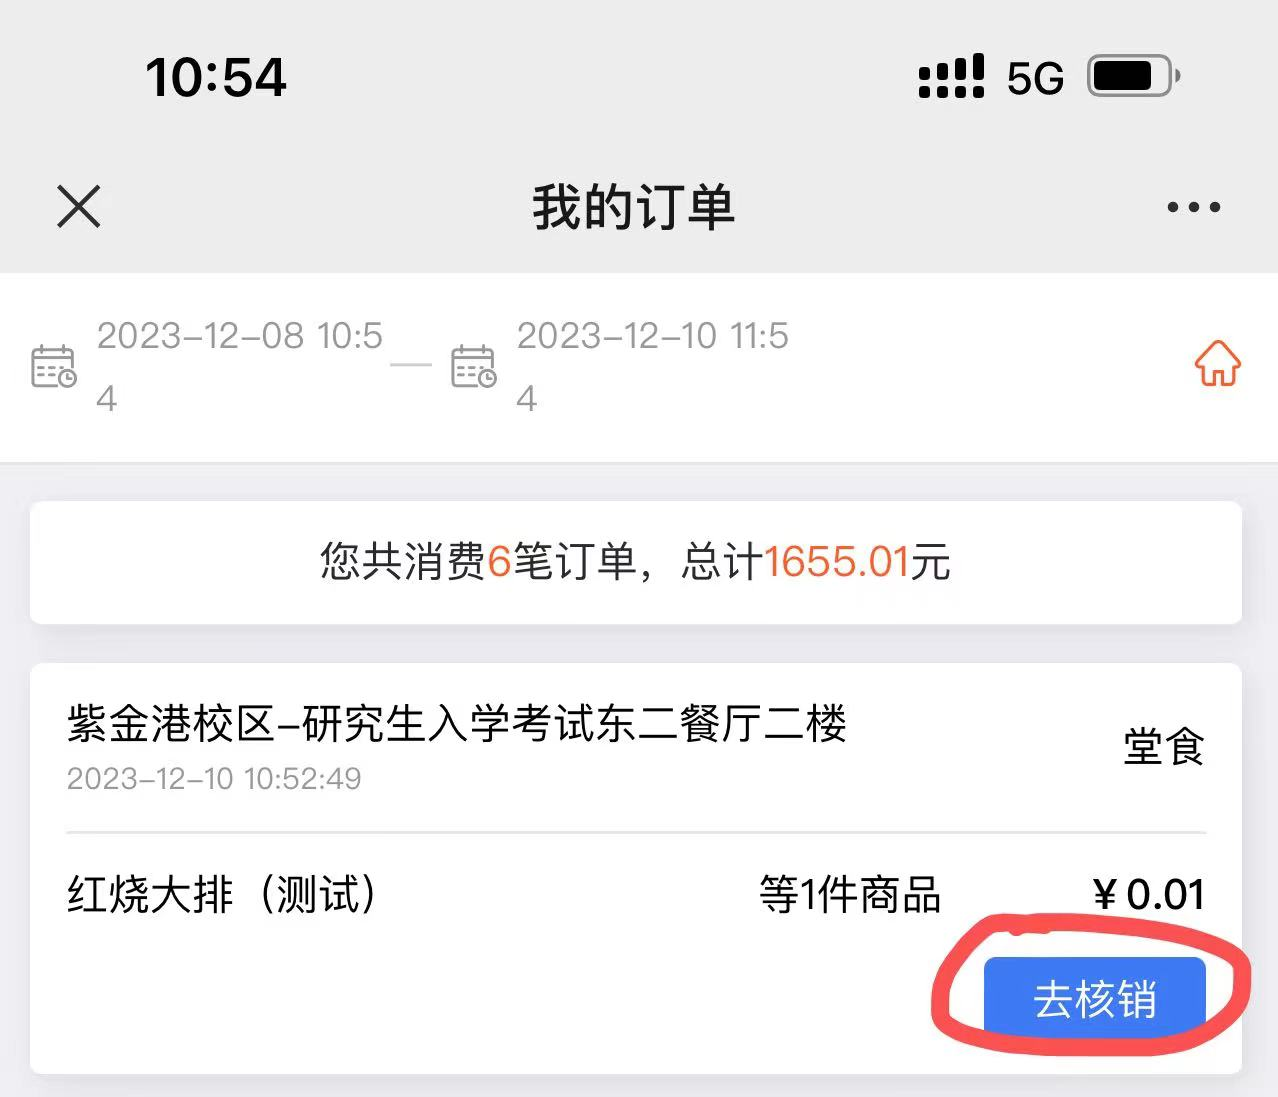 10:54
5G
我的订单
2023-12-08 10:5
4
2023-12-10 11:5
4
您共消费6笔订单，总计1655.01元
紫金港校区-研究生入学考试东二餐厅二楼
堂食
2023-12-10 10:52:49
红烧大排（测试） 等1件商品 ¥0.01
去核销